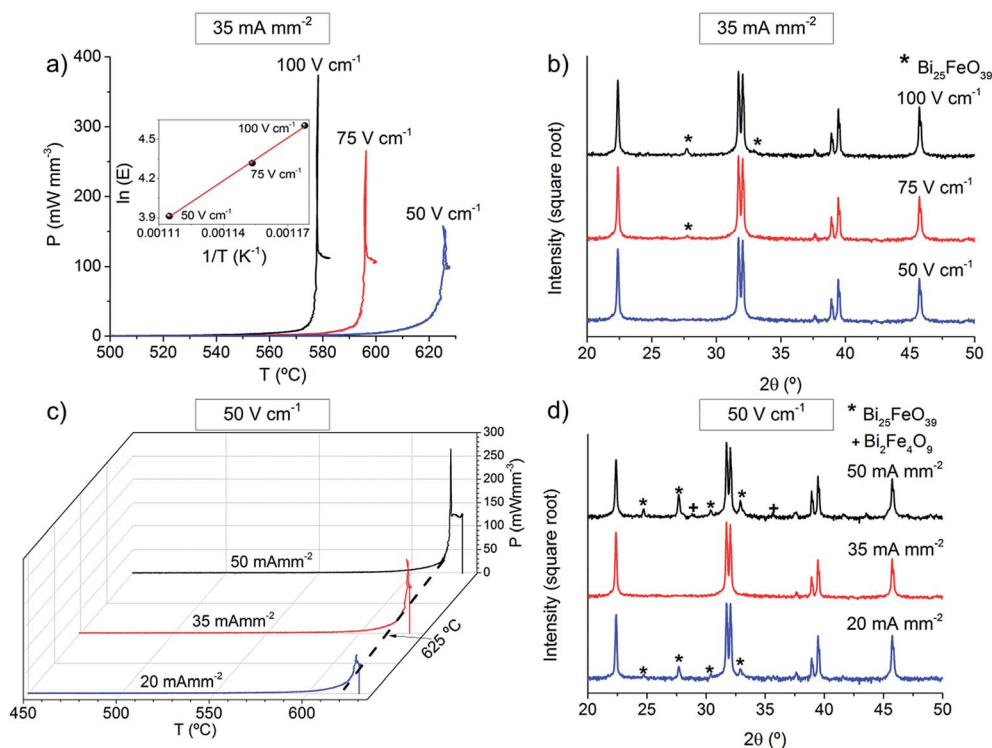 35 mA mm-2
a)
100 V cm-1
75 V cm-1
50 V cm-1
400
300
200
100
0
P (mW mm-3)
500
520
540
560
580
600
620
T (ºC)
4.5
4.2
3.9
ln (E)
100 V cm-1
75 V cm-1
50 V cm-1
0.00111
0.00114
0.00117
1/T (K-1)
35 mA mm-2
b)
* Bi25FeO39
100 V cm-1
*
*
75 V cm-1
*
50 V cm-1
Intensity (square root)
20
25
30
35
40
45
50
2θ (º)
c)
50 V cm-1
300
250
200
150
100
50
0
P (mWmm-3)
50 mAmm-2
35 mAmm-2
20 mAmm-2
625 ºC
450
500
550
600
T (ºC)
d)
50 V cm-1
* Bi25FeO39
+ Bi2Fe4O9
50 mA mm-2
*
*
+
*
*
+
35 mA mm-2
20 mA mm-2
*
*
*
*
Intensity (square root)
20
25
30
35
40
45
50
2θ (º)